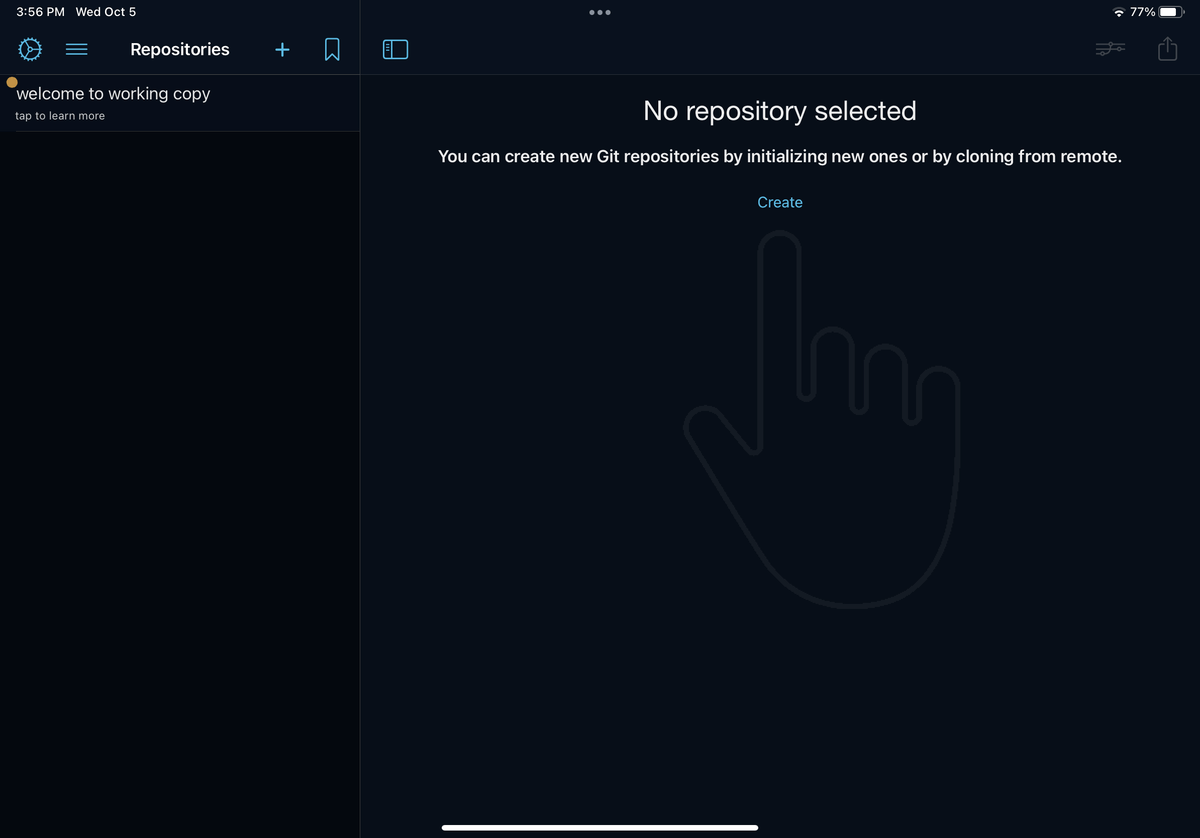 3:56 PM Wed Oct 5
77%
Repositories
welcome to working copy
tap to learn more
No repository selected
You can create new Git repositories by initializing new ones or by cloning from remote.
Create